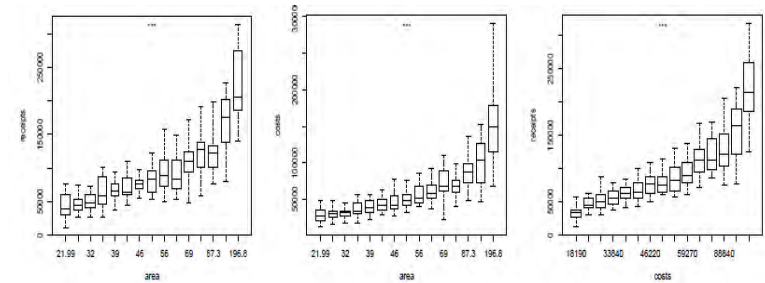 ***
receipts
250000
150000
50000
0
21.99 32 39 46 56 69 87.3 196.8
area
***
costs
300000
200000
100000
50000
21.99 32 39 46 56 69 87.3 196.8
area
***
receipts
250000
150000
50000
0
18190 33840 46220 59270 88640
costs